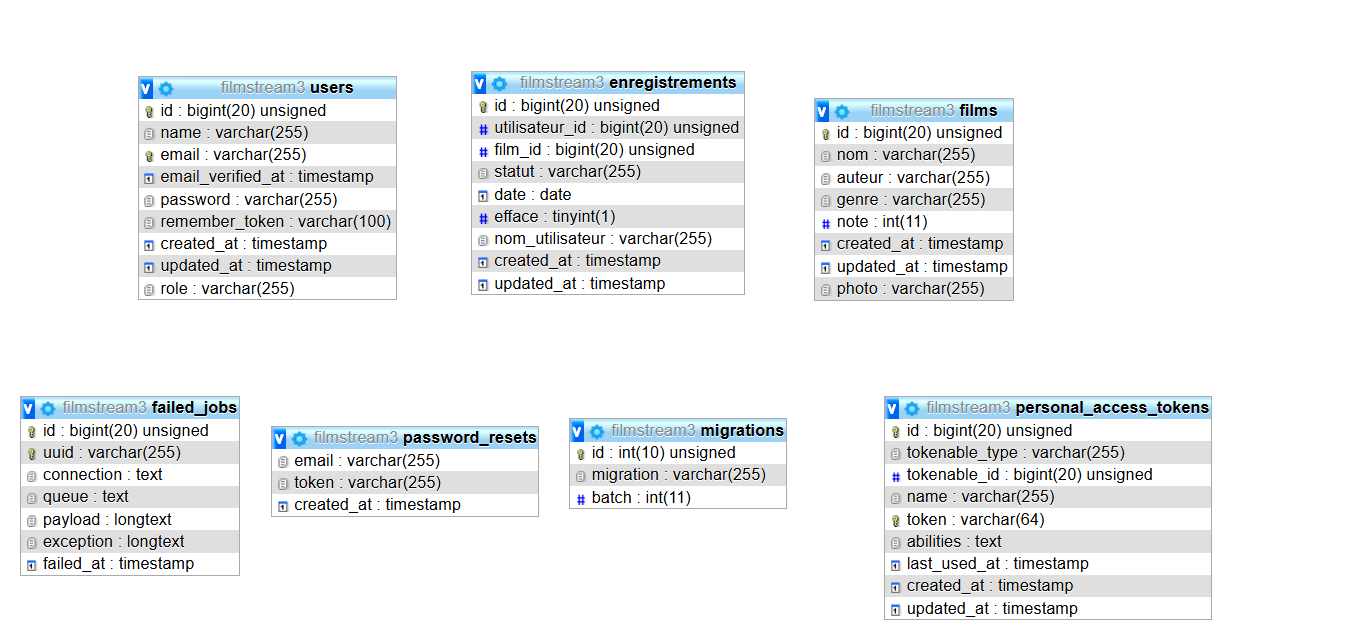 filmstream3 users
id : bigint(20) unsigned
name : varchar(255)
email : varchar(255)
email_verified_at : timestamp
password : varchar(255)
remember_token : varchar(100)
created_at : timestamp
updated_at : timestamp
role : varchar(255)
filmstream3 enregistrements
id : bigint(20) unsigned
utilisateur_id : bigint(20) unsigned
film_id : bigint(20) unsigned
statut : varchar(255)
date : date
efface : tinyint(1)
nom_utilisateur : varchar(255)
created_at : timestamp
updated_at : timestamp
filmstream3 films
id : bigint(20) unsigned
nom : varchar(255)
auteur : varchar(255)
genre : varchar(255)
note : int(11)
created_at : timestamp
updated_at : timestamp
photo : varchar(255)
filmstream3 failed_jobs
id : bigint(20) unsigned
uuid : varchar(255)
connection : text
queue : text
payload : longtext
exception : longtext
failed_at : timestamp
filmstream3 password_resets
email : varchar(255)
token : varchar(255)
created_at : timestamp
filmstream3 migrations
id : int(10) unsigned
migration : varchar(255)
batch : int(11)
filmstream3 personal_access_tokens
id : bigint(20) unsigned
tokenable_type : varchar(255)
tokenable_id : bigint(20) unsigned
name : varchar(255)
token : varchar(64)
abilities : text
last_used_at : timestamp
created_at : timestamp
updated_at : timestamp